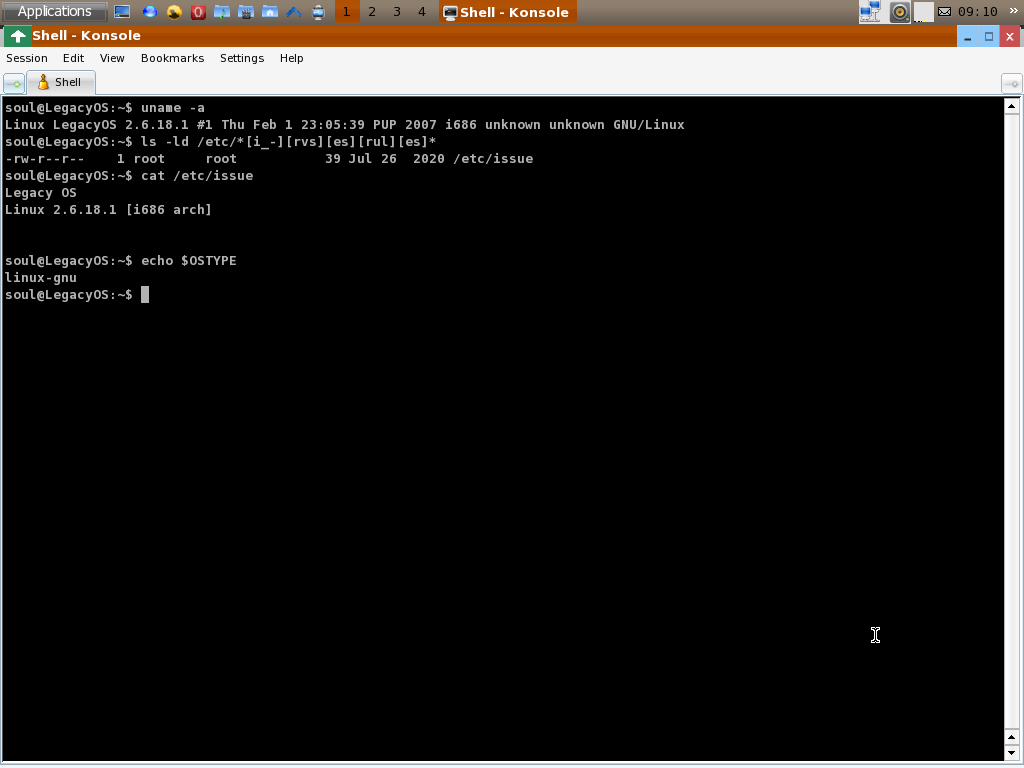 Applications 1 2 3 4 Shell - Konsole 09:10 »
Shell - Konsole
Session Edit View Bookmarks Settings Help
Shell
soul@LegacyOS:~$ uname -a
Linux LegacyOS 2.6.18.1 #1 Thu Feb 1 23:05:39 PUP 2007 i686 unknown unknown GNU/Linux
soul@LegacyOS:~$ ls -ld /etc/*[i_-][rvs][es][rul][es]*
-rw-r--r--    1 root     root           39 Jul 26  2020 /etc/issue
soul@LegacyOS:~$ cat /etc/issue
Legacy OS
Linux 2.6.18.1 [i686 arch]
soul@LegacyOS:~$ echo $OSTYPE
linux-gnu
soul@LegacyOS:~$